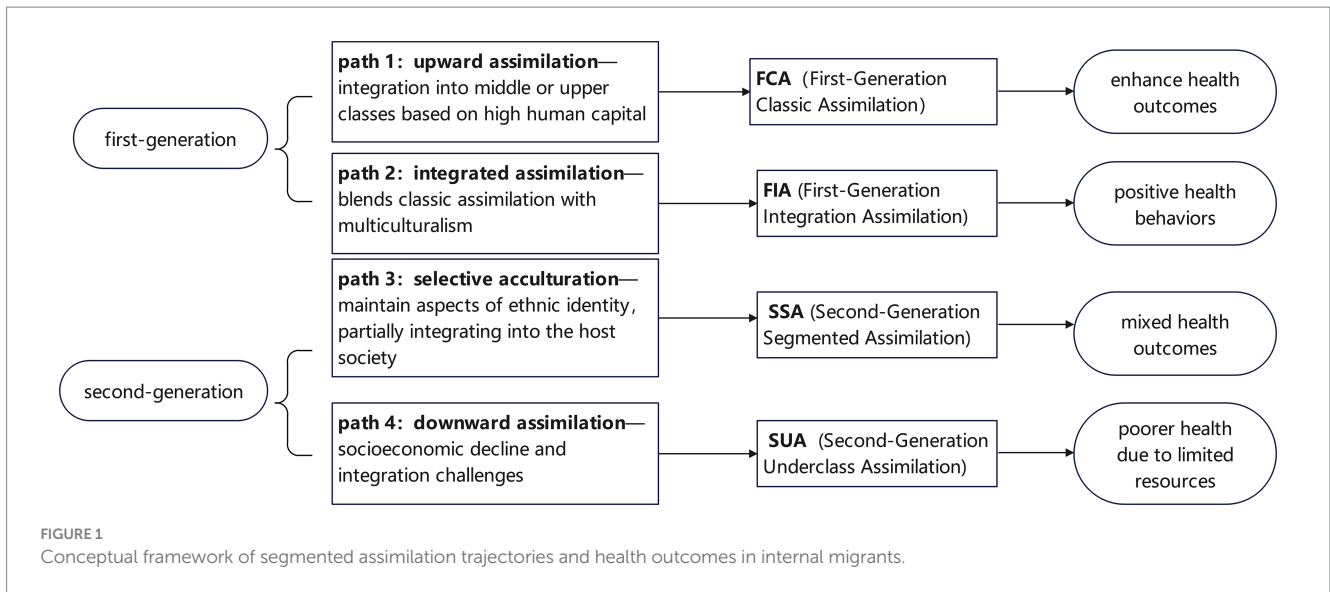 first-generation
path 1: upward assimilation—
integration into middle or upper
classes based on high human capital
FCA (First-Generation
Classic Assimilation)
enhance health
outcomes
path 2: integrated assimilation—
blends classic assimilation with
multiculturalism
FIA (First-Generation
Integration Assimilation)
positive health
behaviors
second-generation
path 3: selective acculturation—
maintain aspects of ethnic identity,
partially integrating into the host
society
SSA (Second-Generation
Segmented Assimilation)
mixed health
outcomes
path 4: downward assimilation—
socioeconomic decline and
integration challenges
SUA (Second-Generation
Underclass Assimilation)
poorer health
due to limited
resources
FIGURE 1
Conceptual framework of segmented assimilation trajectories and health outcomes in internal migrants.